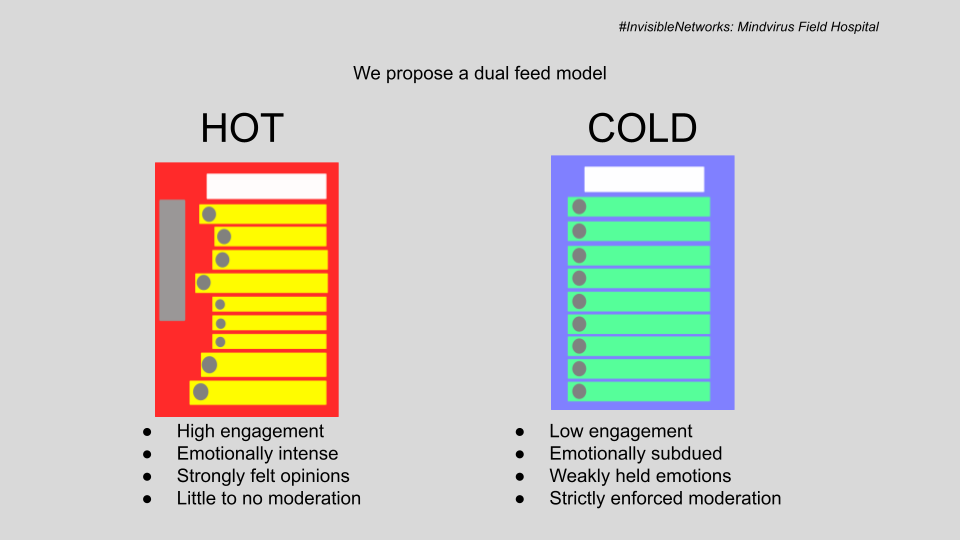 #InvisibleNetworks: Mindvirus Field Hospital
We propose a dual feed model
HOT
COLD
● High engagement
● Emotionally intense
● Strongly felt opinions
● Little to no moderation
● Low engagement
● Emotionally subdued
● Weakly held emotions
● Strictly enforced moderation